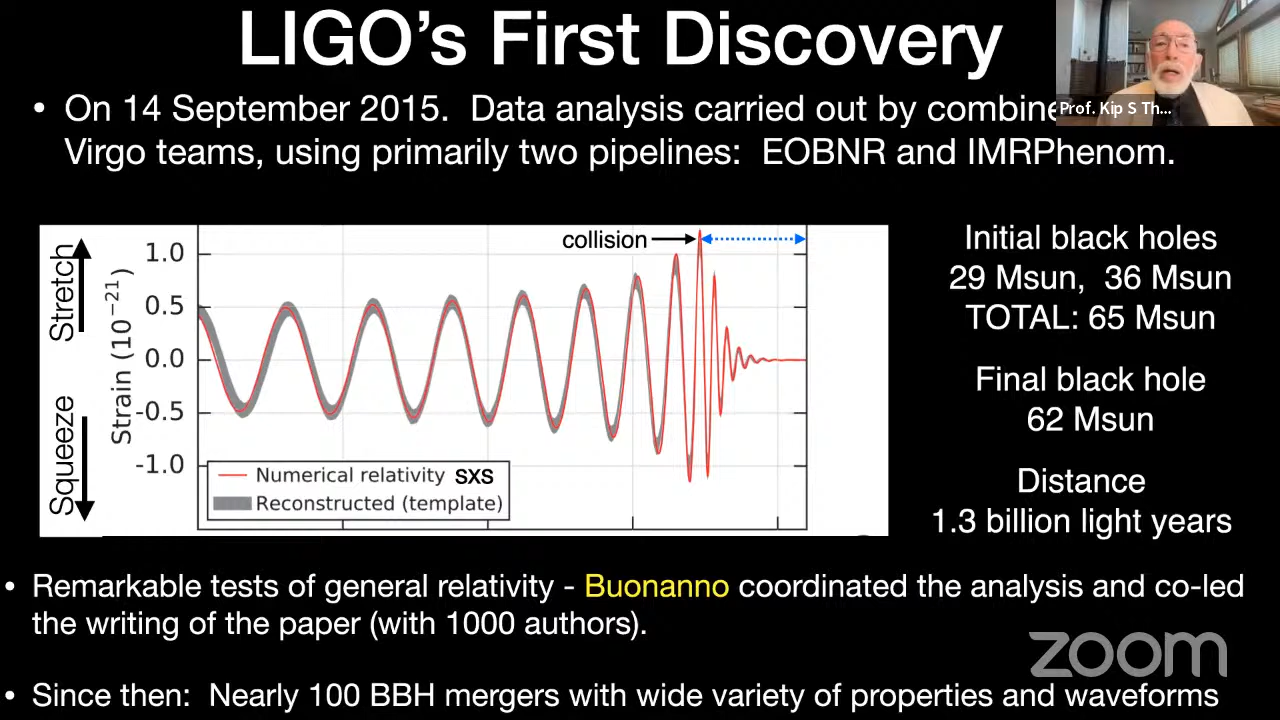 LIGO's First Discovery
Prof. Kip S Th...
• On 14 September 2015.  Data analysis carried out by combine
Virgo teams, using primarily two pipelines:  EOBNR and IMRPhenom.
Stretch
Squeeze
Strain (10⁻²¹)
1.0
0.5
0.0
-0.5
-1.0
collision
Numerical relativity SXS
Reconstructed (template)
Initial black holes
29 Msun,  36 Msun
TOTAL: 65 Msun
Final black hole
62 Msun
Distance
1.3 billion light years
• Remarkable tests of general relativity - Buonanno coordinated the analysis and co-led
the writing of the paper (with 1000 authors).
zoom
• Since then:  Nearly 100 BBH mergers with wide variety of properties and waveforms